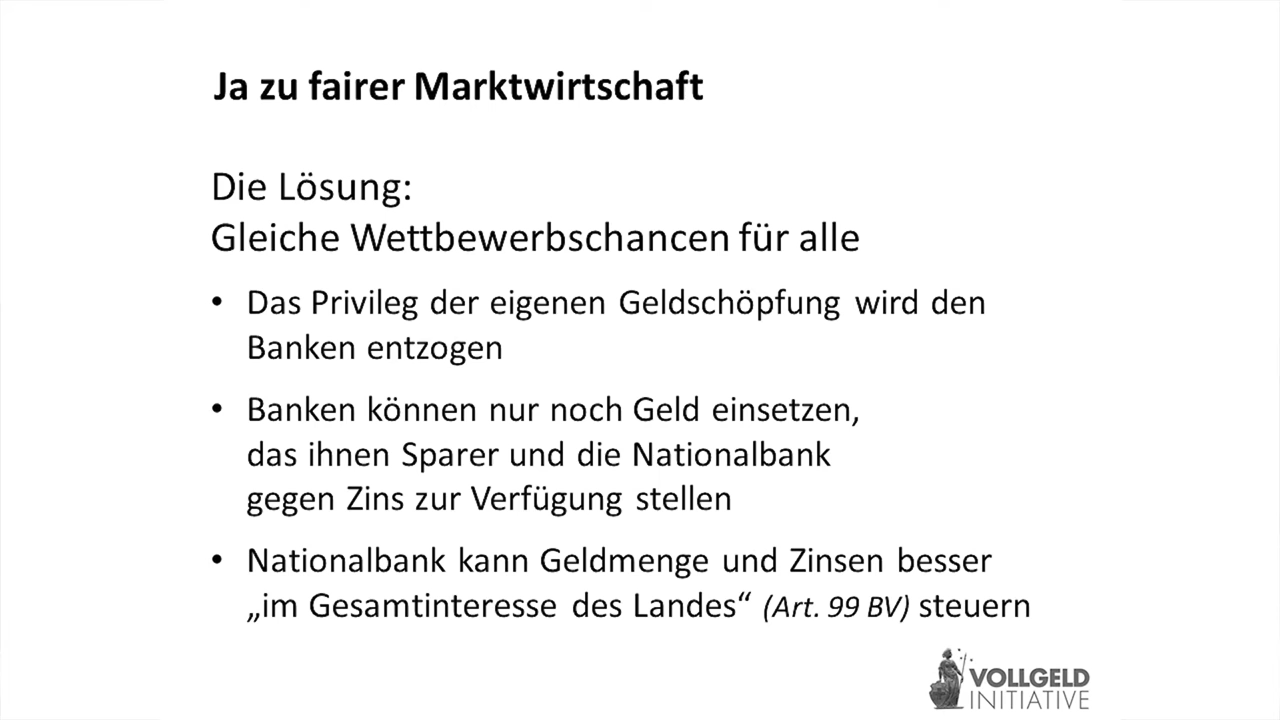 Ja zu fairer Marktwirtschaft
Die Lösung:
Gleiche Wettbewerbschancen für alle
• Das Privileg der eigenen Geldschöpfung wird den
Banken entzogen
• Banken können nur noch Geld einsetzen,
das ihnen Sparer und die Nationalbank
gegen Zins zur Verfügung stellen
• Nationalbank kann Geldmenge und Zinsen besser
„im Gesamtinteresse des Landes“ (Art. 99 BV) steuern
VOLLGELD
INITIATIVE